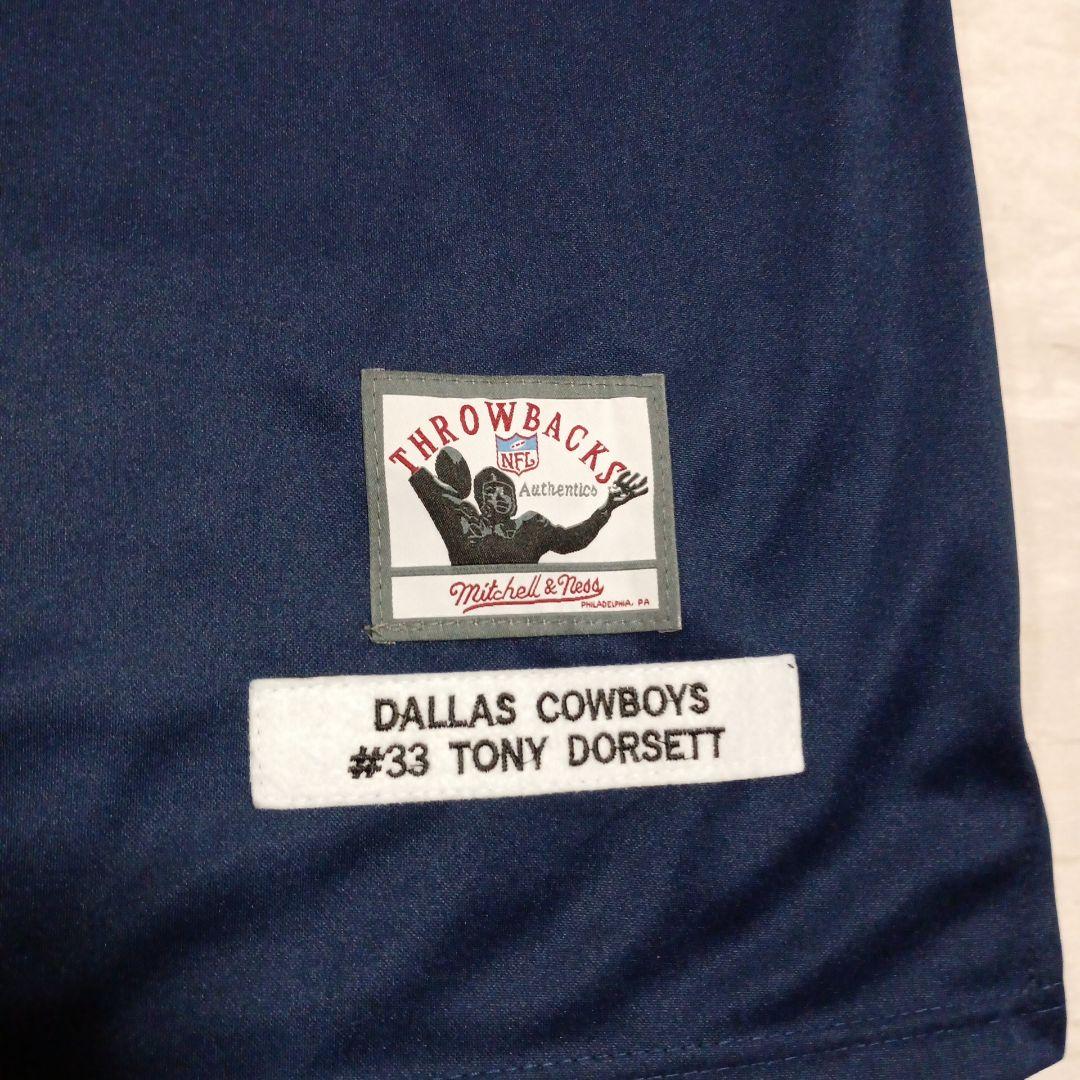 THROWBACKS
NFL
Authentics
Mitchell & Ness
PHILADELPHIA, PA
DALLAS COWBOYS
#33 TONY DORSETT